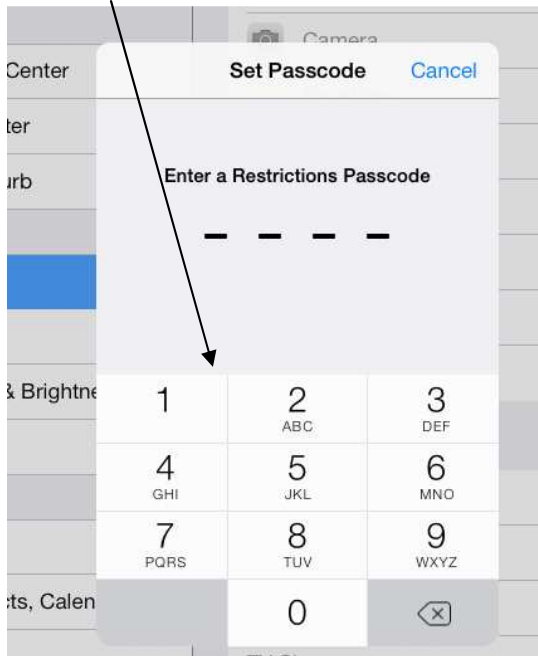 Camera
Center
Set Passcode Cancel
ter
urb
Enter a Restrictions Passcode
& Brightne
1 2 3
ABC DEF
4 5 6
GHI JKL MNO
7 8 9
PQRS TUV WXYZ
cts, Calen
0